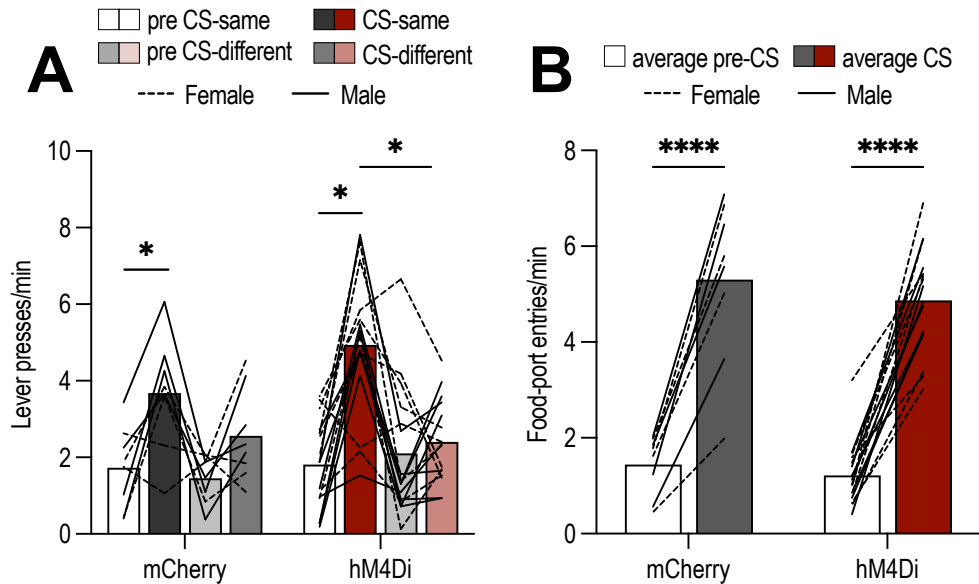 A
pre CS-same CS-same
pre CS-different CS-different
Female Male
Lever presses/min
10
8
6
4
2
0
*
*
*
mCherry hM4Di
B
average pre-CS average CS
Female Male
Food-port entries/min
8
6
4
2
0
**** ****
mCherry hM4Di